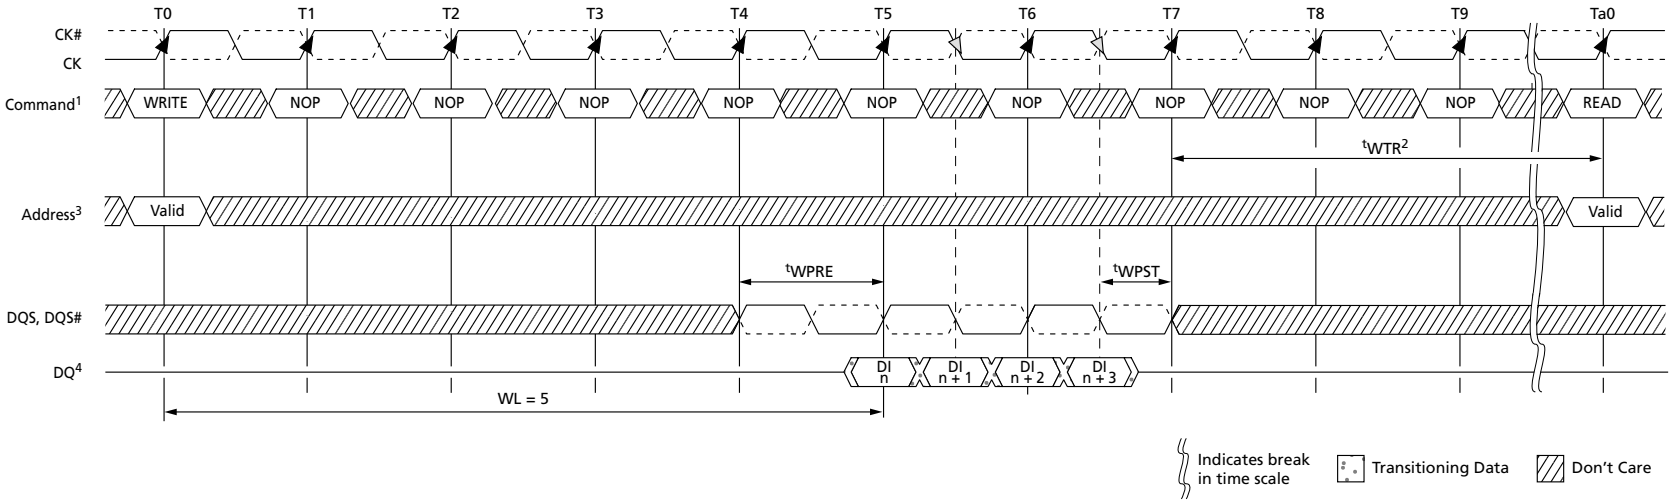 T0 T1 T2 T3 T4 T5 T6 T7 T8 T9 Ta0
CK#
CK
Command1 WRITE NOP NOP NOP NOP NOP NOP NOP NOP NOP READ
tWTR2
Address3 Valid Valid
tWPRE tWPST
DQS, DQS#
DQ4 DI n DI n + 1 DI n + 2 DI n + 3
WL = 5
Indicates break
in time scale
Transitioning Data
Don't Care